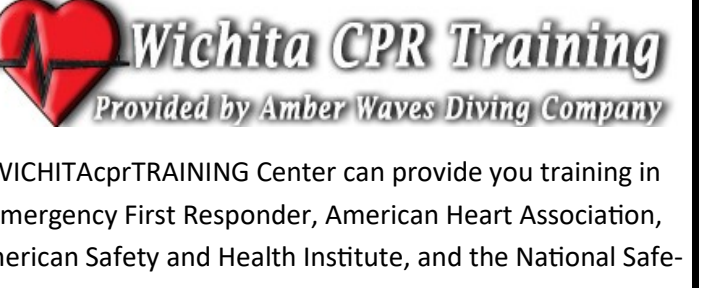 Wichita CPR Training
Provided by Amber Waves Diving Company
WICHITAcprTRAINING Center can provide you training in
mergency First Responder, American Heart Association,
merican Safety and Health Institute, and the National Safe-